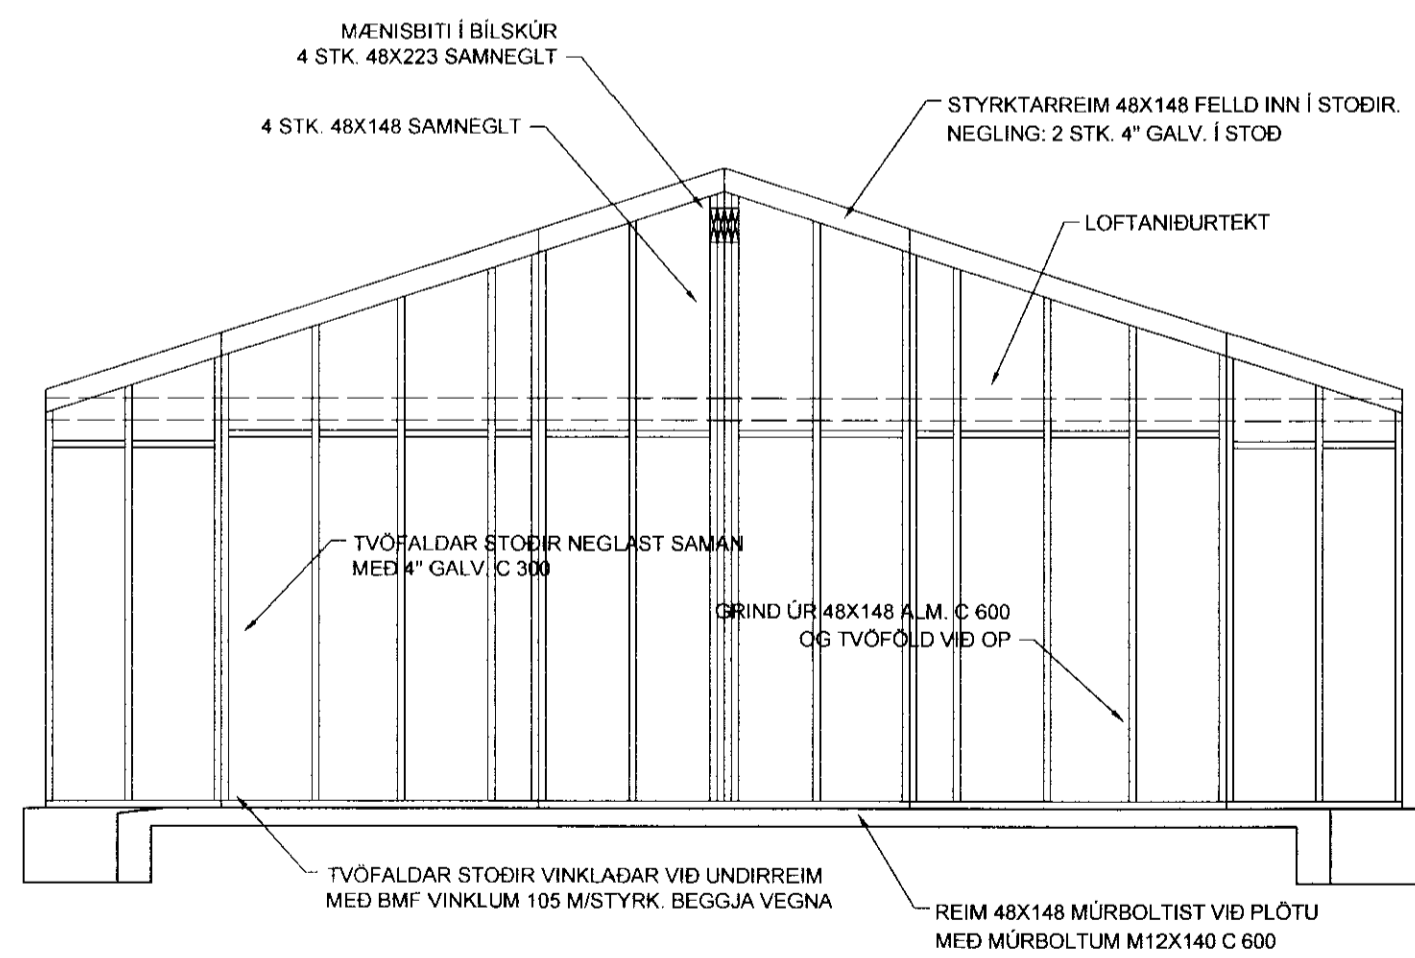 MÆNISBITI Í BÍLSKÚR
4 STK. 48X223 SAMNEGLT
4 STK. 48X148 SAMNEGLT
STYRKTARREIM 48X148 FELLD INN Í STOÐIR.
NEGLING: 2 STK. 4" GALV. Í STOÐ
LOFTANIÐURTEKT
TVÖFALDAR STOÐIR NEGLAST SAMAN
MEÐ 4" GALV. C 300
GRIND ÚR 48X148 ALM. C 600
OG TVÖFÖLD VIÐ OP
TVÖFALDAR STOÐIR VINKLAÐAR VIÐ UNDIRREIM
MEÐ BMF VINKLUM 105 M/STYRK. BEGGJA VEGNA
REIM 48X148 MÚRBOLTIST VIÐ PLÖTU
MEÐ MÚRBOLTUM M12X140 C 600